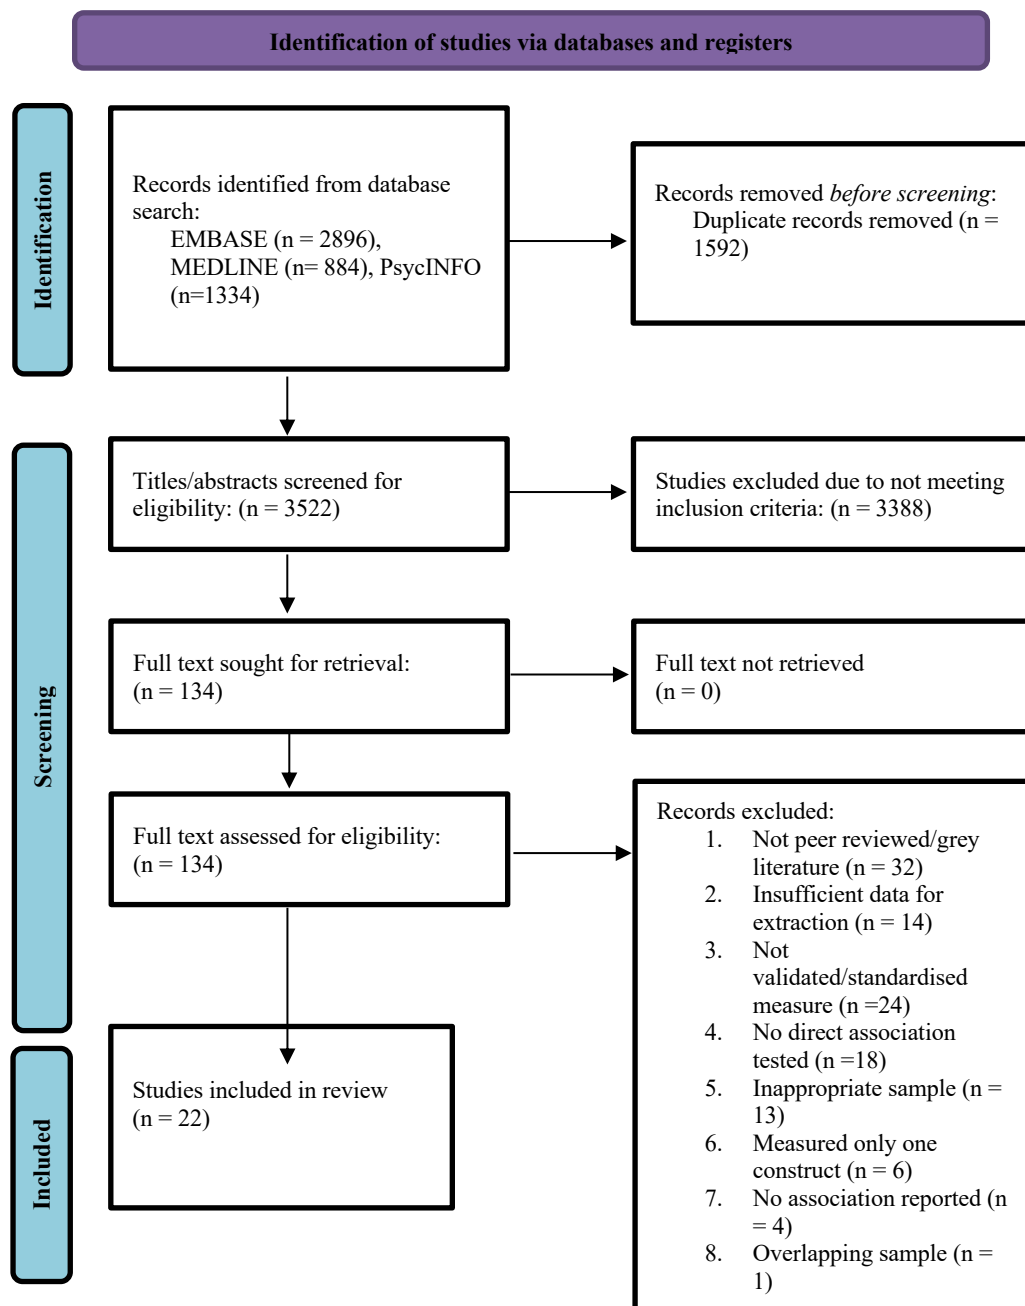 Identification of studies via databases and registers
Identification
Records identified from database
search:
EMBASE (n = 2896),
MEDLINE (n= 884), PsycINFO
(n=1334)
Records removed before screening:
Duplicate records removed (n =
1592)
Screening
Titles/abstracts screened for
eligibility: (n = 3522)
Studies excluded due to not meeting
inclusion criteria: (n = 3388)
Full text sought for retrieval:
(n = 134)
Full text not retrieved
(n = 0)
Full text assessed for eligibility:
(n = 134)
Records excluded:
1. Not peer reviewed/grey
literature (n = 32)
2. Insufficient data for
extraction (n = 14)
3. Not
validated/standardised
measure (n =24)
4. No direct association
tested (n =18)
5. Inappropriate sample (n =
13)
6. Measured only one
construct (n = 6)
7. No association reported (n
= 4)
8. Overlapping sample (n =
1)
Included
Studies included in review
(n = 22)